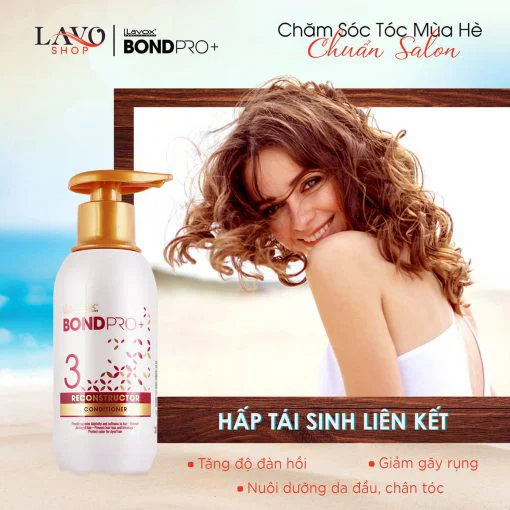 LAVO
SHOP
Lavox
BONDPRO+
Chăm Sóc Tóc Mùa Hè
Chuẩn Salon
BONDPRO+
3
RECONSTRUCTOR
CONDITIONER
HẤP TÁI SINH LIÊN KẾT
• Tăng độ đàn hồi
• Giảm gãy rụng
• Nuôi dưỡng da đầu, chân tóc